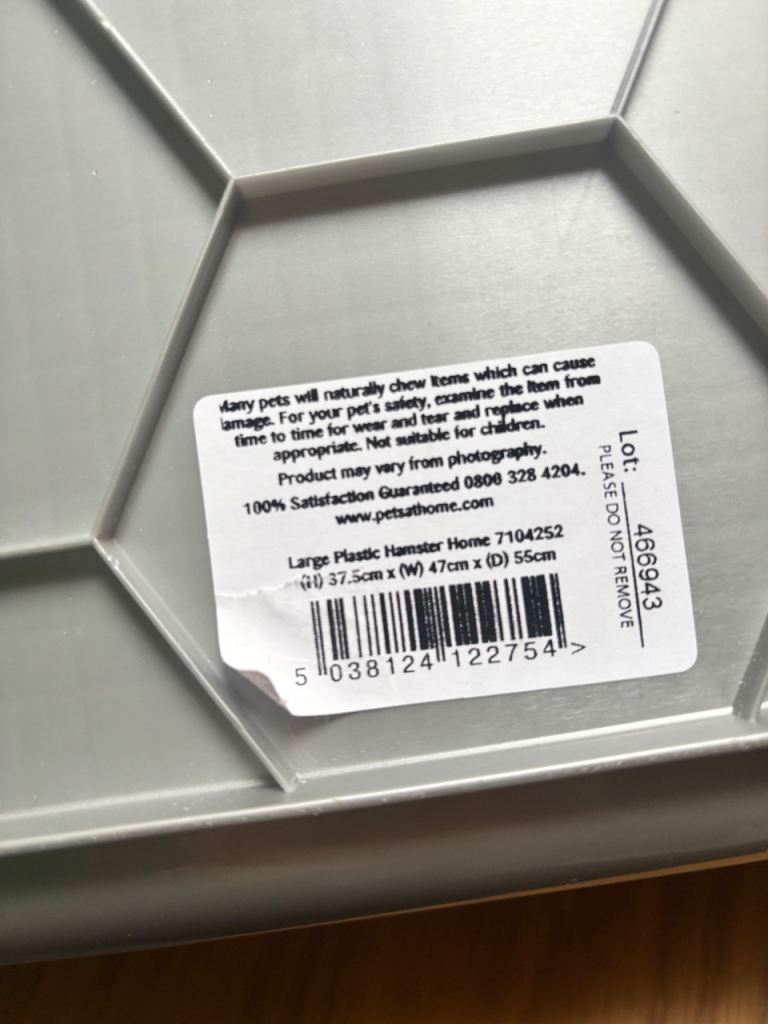 Many pets will naturally chew items which can cause
amage. For your pet's safety, examine the item from
time to time for wear and tear and replace when
appropriate. Not suitable for children.
Product may vary from photography.
100% Satisfaction Guaranteed 0800 328 4204.
www.petsathome.com
Large Plastic Hamster Home 7104252
(H) 37.5cm x (W) 47cm x (D) 55cm
5 038124 122754 >
Lot: 466943
PLEASE DO NOT REMOVE